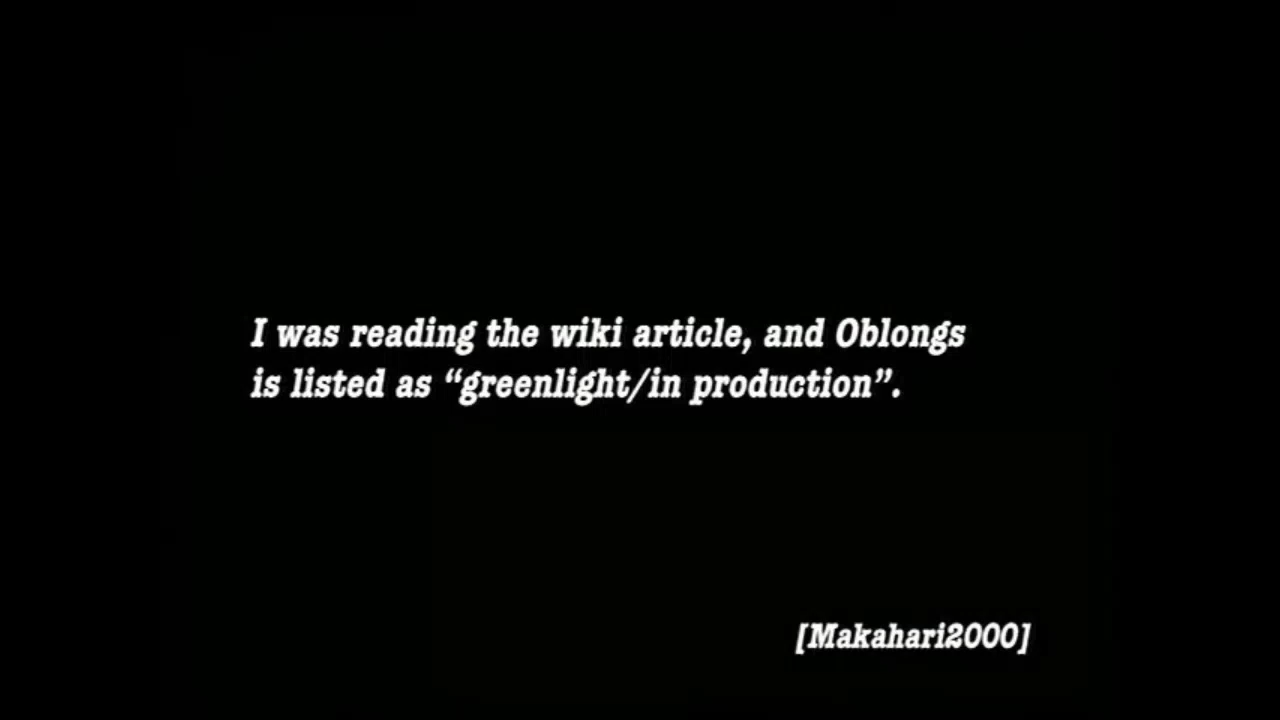 I was reading the wiki article, and Oblongs
is listed as “greenlight/in production”.
[Makahari2000]